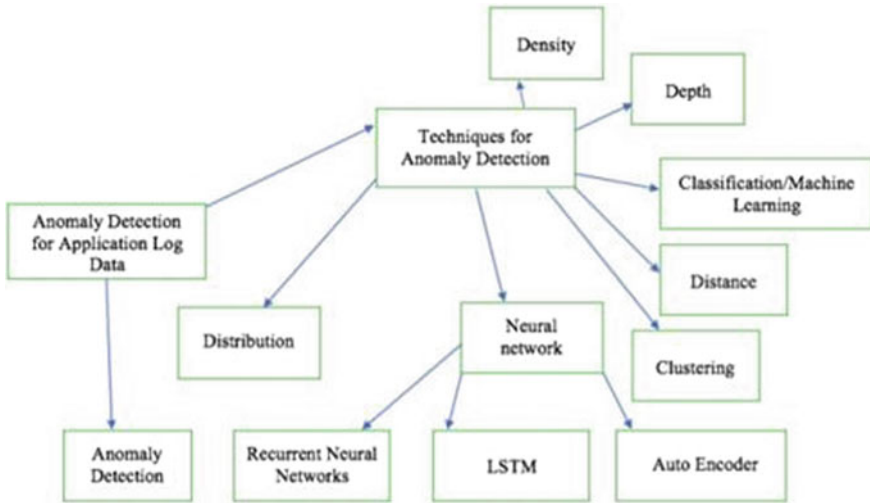 Density
Depth
Techniques for
Anomaly Detection
Classification/Machine
Learning
Anomaly Detection
for Application Log
Data
Distance
Distribution
Neural
network
Clustering
Anomaly
Detection
Recurrent Neural
Networks
LSTM
Auto Encoder